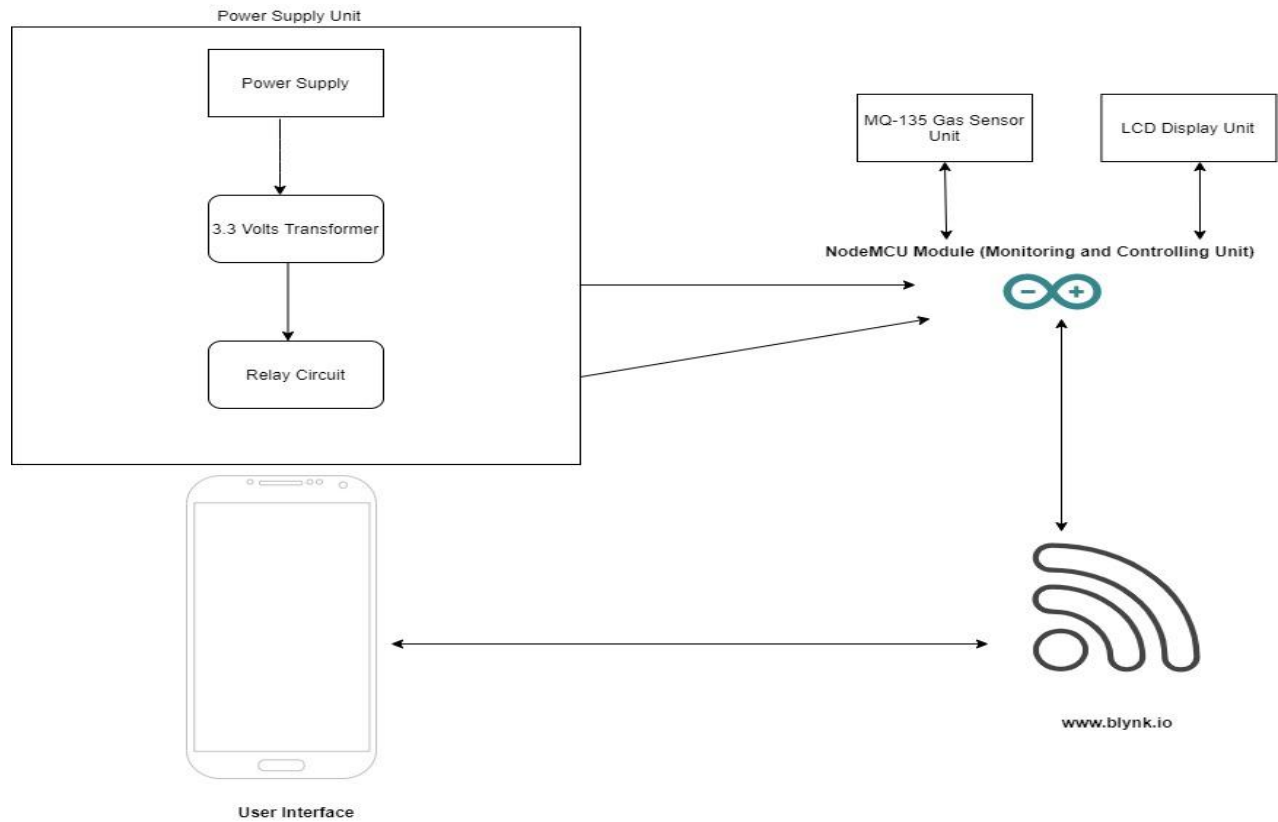 Power Supply Unit
Power Supply
MQ-135 Gas Sensor
Unit
LCD Display Unit
3.3 Volts Transformer
NodeMCU Module (Monitoring and Controlling Unit)
Relay Circuit
www.blynk.io
User Interface